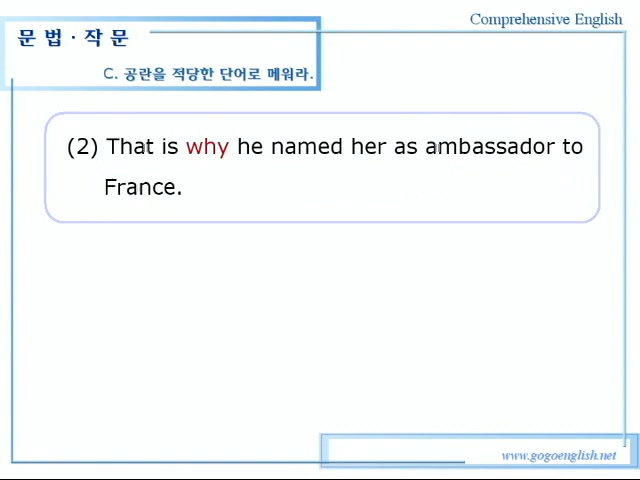 Comprehensive English
문 법 · 작 문
C. 공란을 적당한 단어로 메워라.
(2) That is why he named her as ambassador to
France.
www.gogoenglish.net